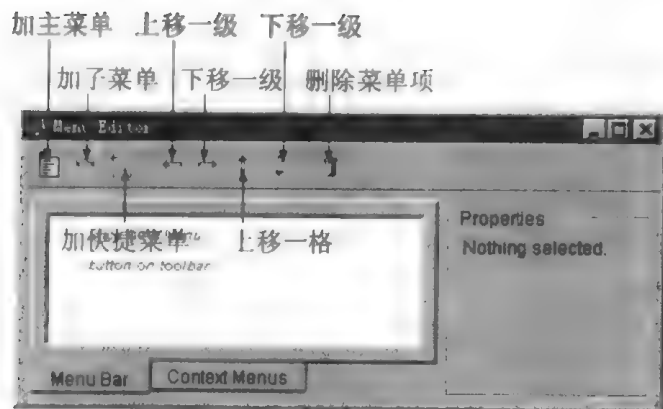 加主菜单 上移一级 下移一级
加了菜单 下移一级 删除菜单项
Menu Editor
Properties
加快捷菜单 上移一格
Nothing selected.
button on toolbar
Menu Bar Context Menus